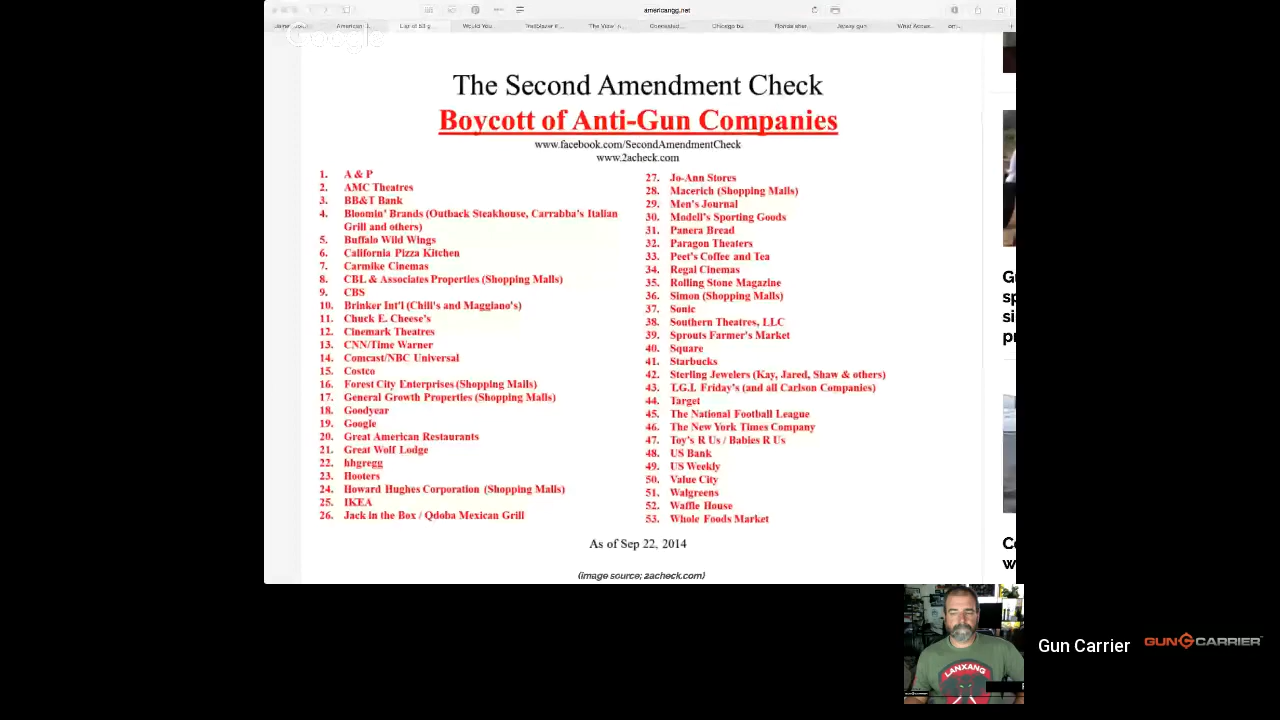 americangg.net
Would You
The View
Chicago bu
Jersey gun
Google
The Second Amendment Check
Boycott of Anti-Gun Companies
www.facebook.com/SecondAmendmentCheck
www.2acheck.com
1. A & P
2. AMC Theatres
3. BB&T Bank
4. Bloomin' Brands (Outback Steakhouse, Carrabba's Italian
Grill and others)
5. Buffalo Wild Wings
6. California Pizza Kitchen
7. Carmike Cinemas
8. CBL & Associates Properties (Shopping Malls)
9. CBS
10. Brinker Int'l (Chili's and Maggiano's)
11. Chuck E. Cheese's
12. Cinemark Theatres
13. CNN/Time Warner
14. Comcast/NBC Universal
15. Costco
16. Forest City Enterprises (Shopping Malls)
17. General Growth Properties (Shopping Malls)
18. Goodyear
19. Google
20. Great American Restaurants
21. Great Wolf Lodge
22. hhgregg
23. Hooters
24. Howard Hughes Corporation (Shopping Malls)
25. IKEA
26. Jack in the Box / Qdoba Mexican Grill
27. Jo-Ann Stores
28. Macerich (Shopping Malls)
29. Men's Journal
30. Modell's Sporting Goods
31. Panera Bread
32. Paragon Theaters
33. Peet's Coffee and Tea
34. Regal Cinemas
35. Rolling Stone Magazine
36. Simon (Shopping Malls)
37. Sonic
38. Southern Theatres, LLC
39. Sprouts Farmer's Market
40. Square
41. Starbucks
42. Sterling Jewelers (Kay, Jared, Shaw & others)
43. T.G.I. Friday's (and all Carlson Companies)
44. Target
45. The National Football League
46. The New York Times Company
47. Toy's R Us / Babies R Us
48. US Bank
49. US Weekly
50. Value City
51. Walgreens
52. Waffle House
53. Whole Foods Market
As of Sep 22, 2014
(image source; 2acheck.com)
LANXANG
Gun Carrier
GUN CARRIER